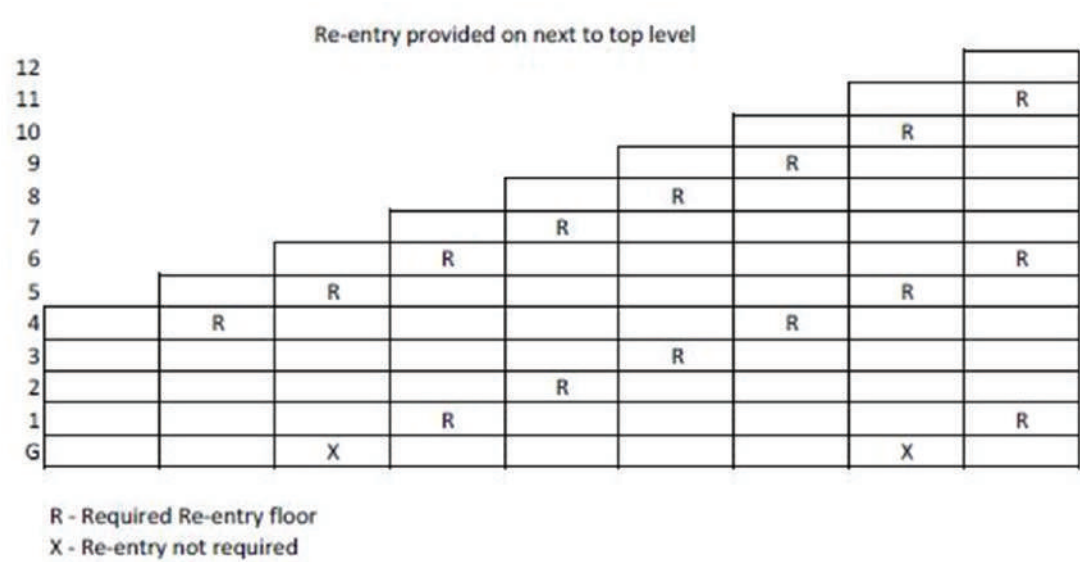 Re-entry provided on next to top level
12
11 R
10 R
9 R
8 R
7 R
6 R R
5 R R
4 R R
3 R
2 R
1 R R
G X X
R - Required Re-entry floor
X - Re-entry not required